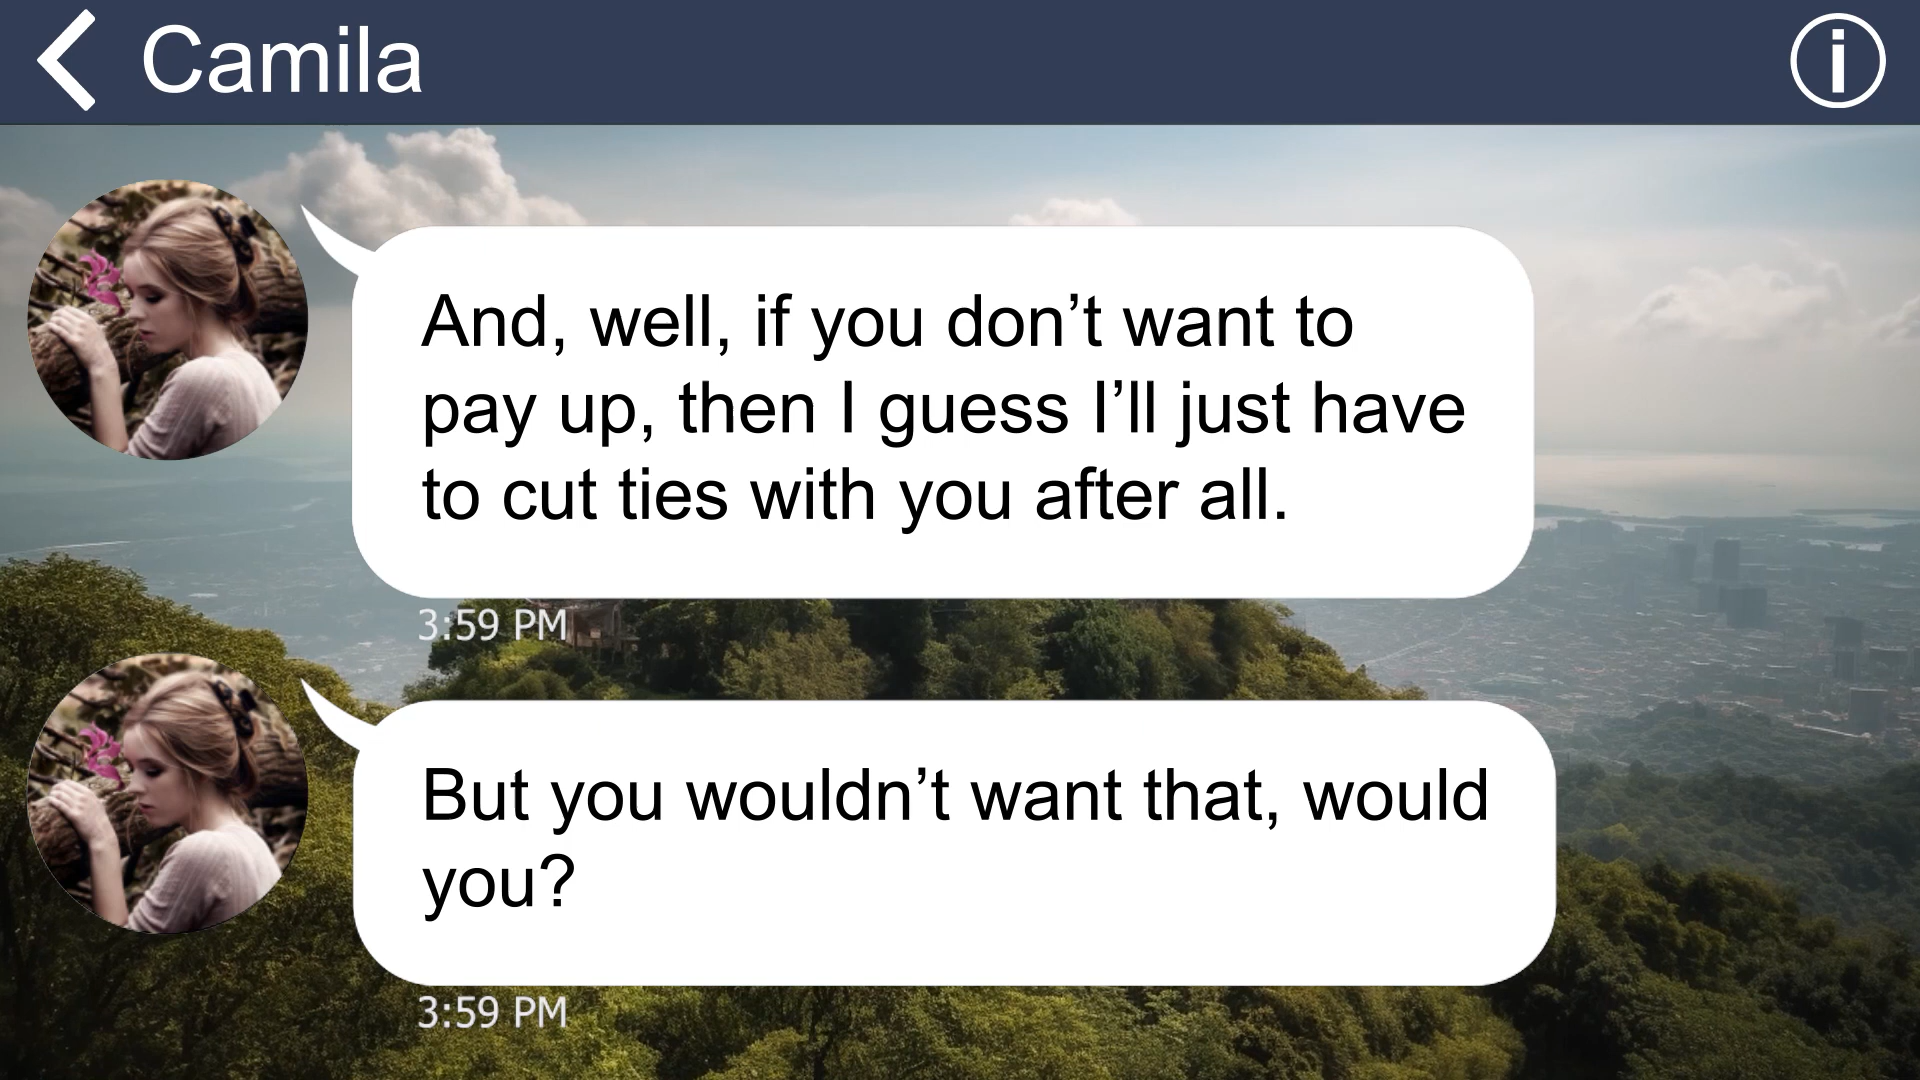 Camila
And, well, if you don’t want to
pay up, then I guess I’ll just have
to cut ties with you after all.
3:59 PM
But you wouldn’t want that, would
you?
3:59 PM